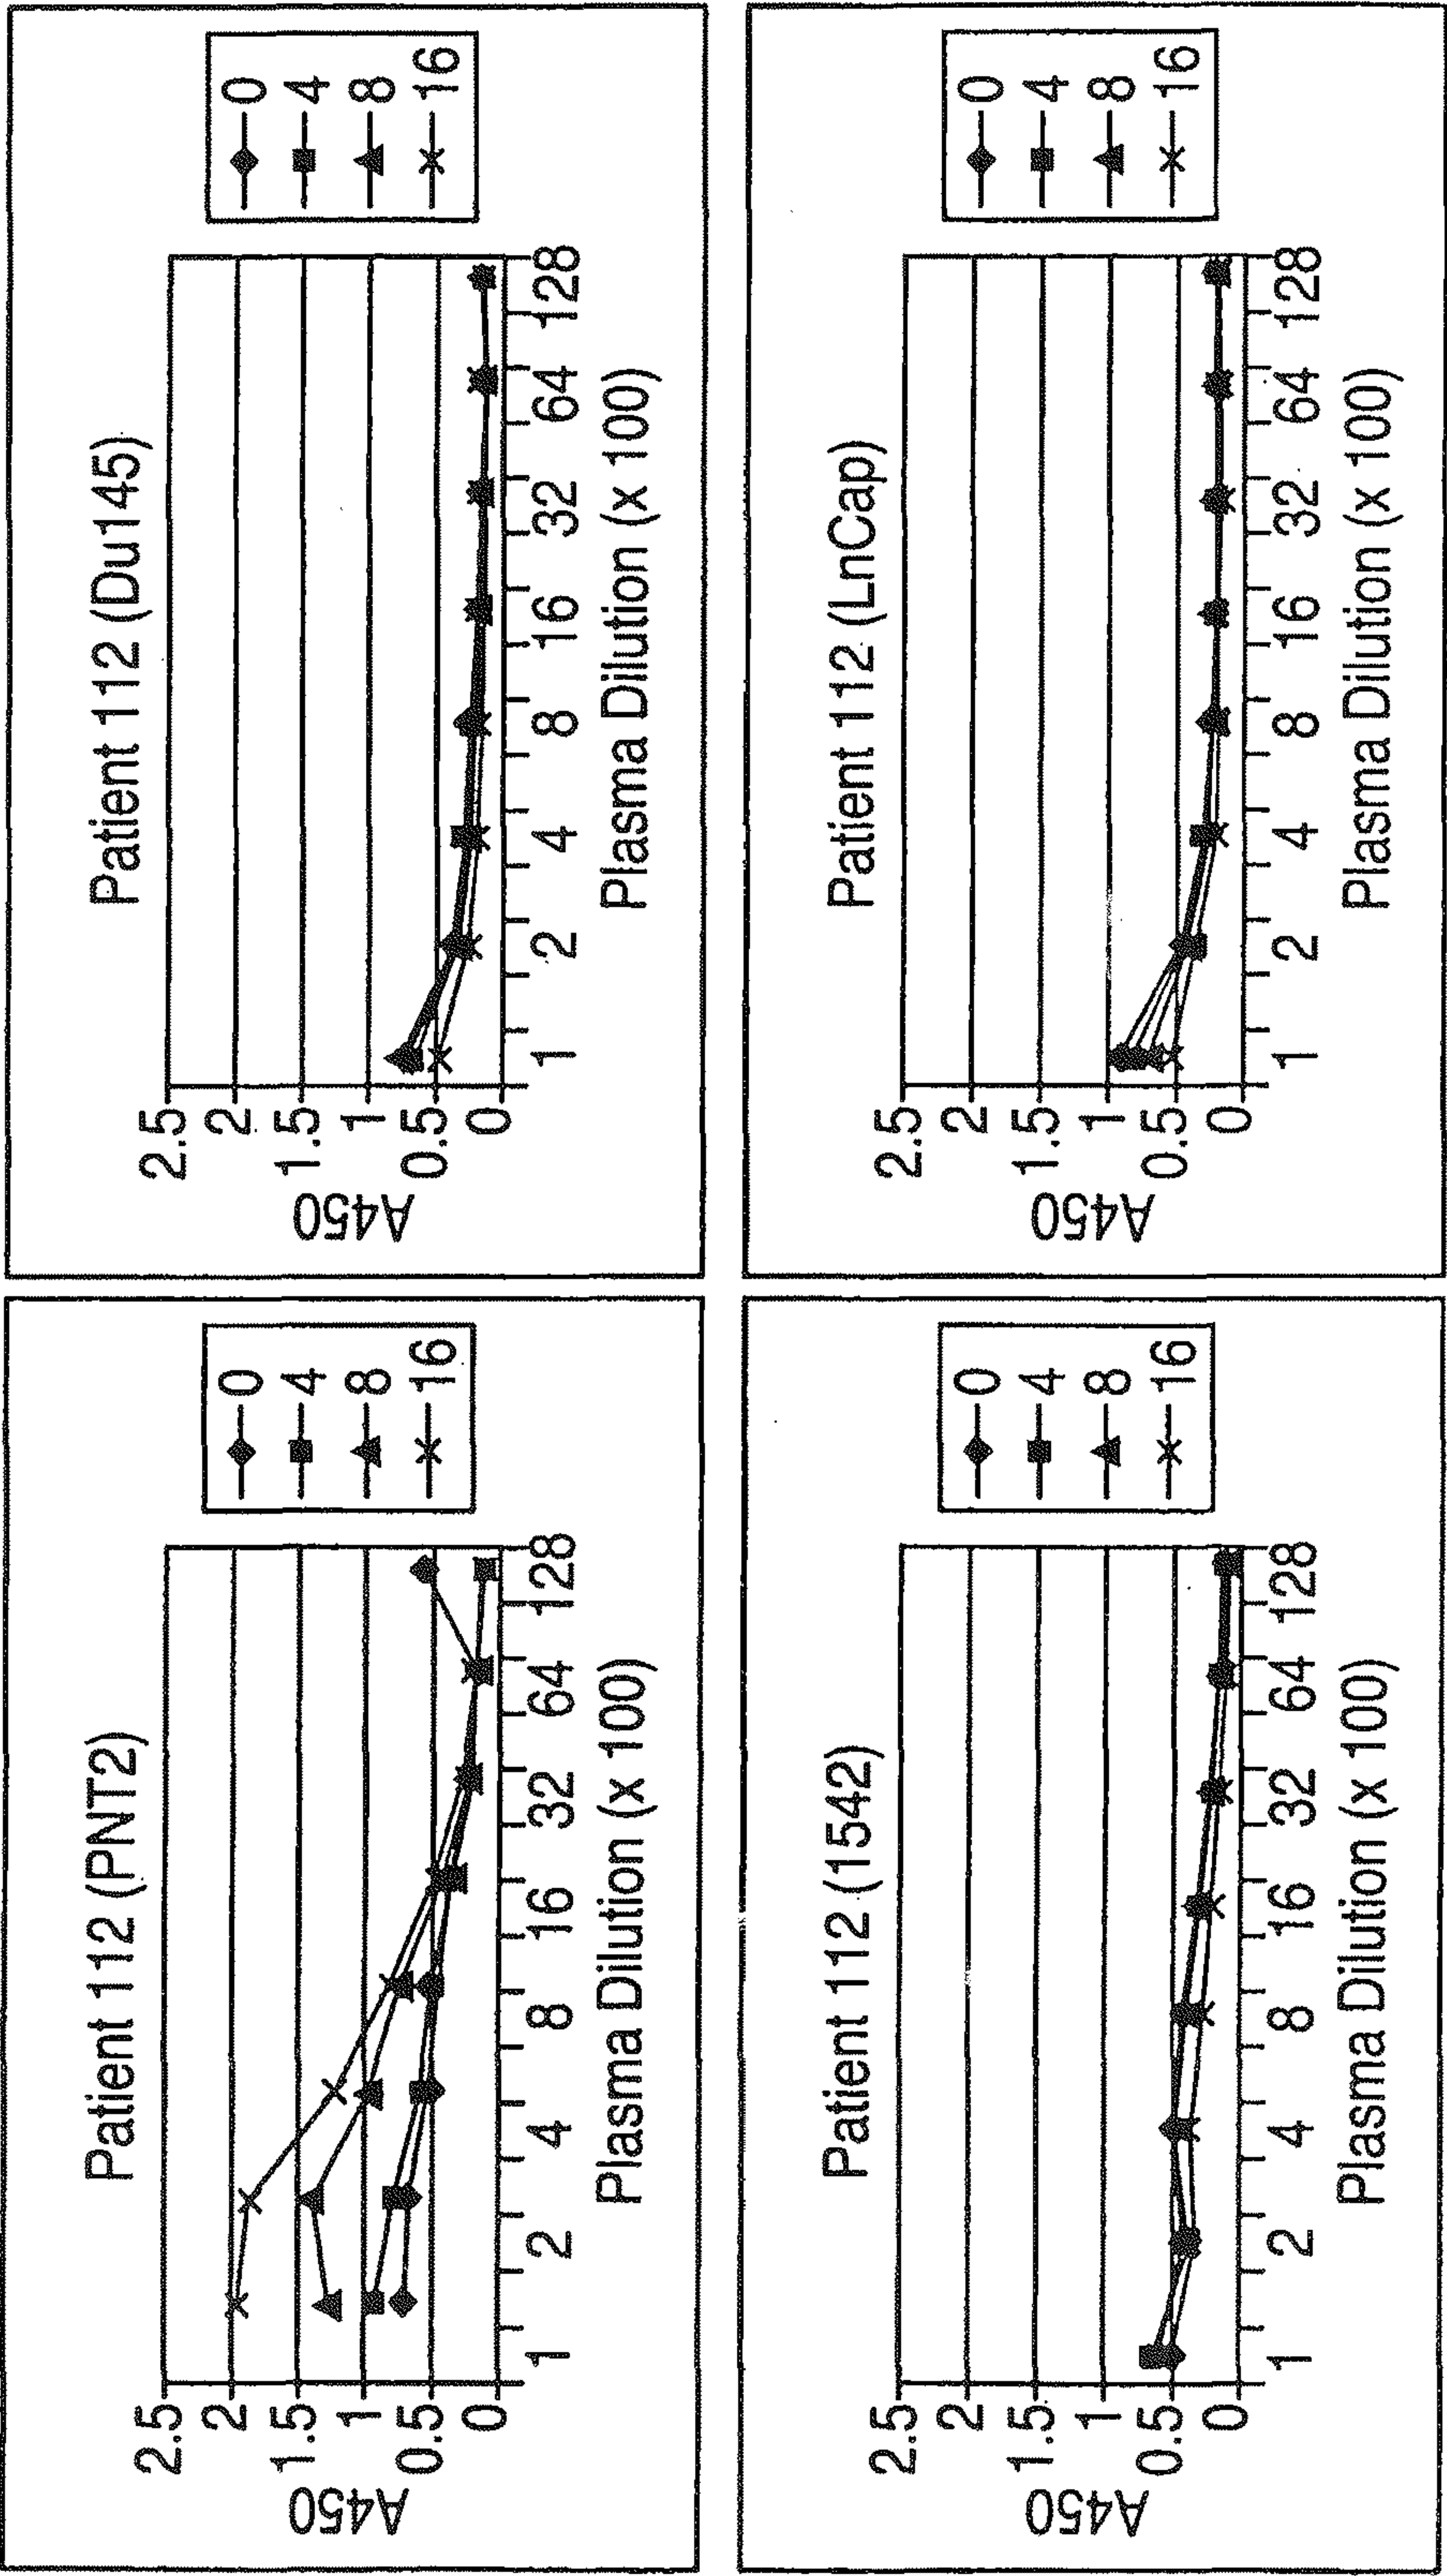 Patient 112 (PNT2)
A450
2.5
2
1.5
1
0.5
0
1 2 4 8 16 32 64 128
Plasma Dilution (x 100)
0
4
8
16
Patient 112 (Du145)
A450
2.5
2
1.5
1
0.5
0
1 2 4 8 16 32 64 128
Plasma Dilution (x 100)
0
4
8
16
Patient 112 (1542)
A450
2.5
2
1.5
1
0.5
0
1 2 4 8 16 32 64 128
Plasma Dilution (x 100)
0
4
8
16
Patient 112 (LnCap)
A450
2.5
2
1.5
1
0.5
0
1 2 4 8 16 32 64 128
Plasma Dilution (x 100)
0
4
8
16